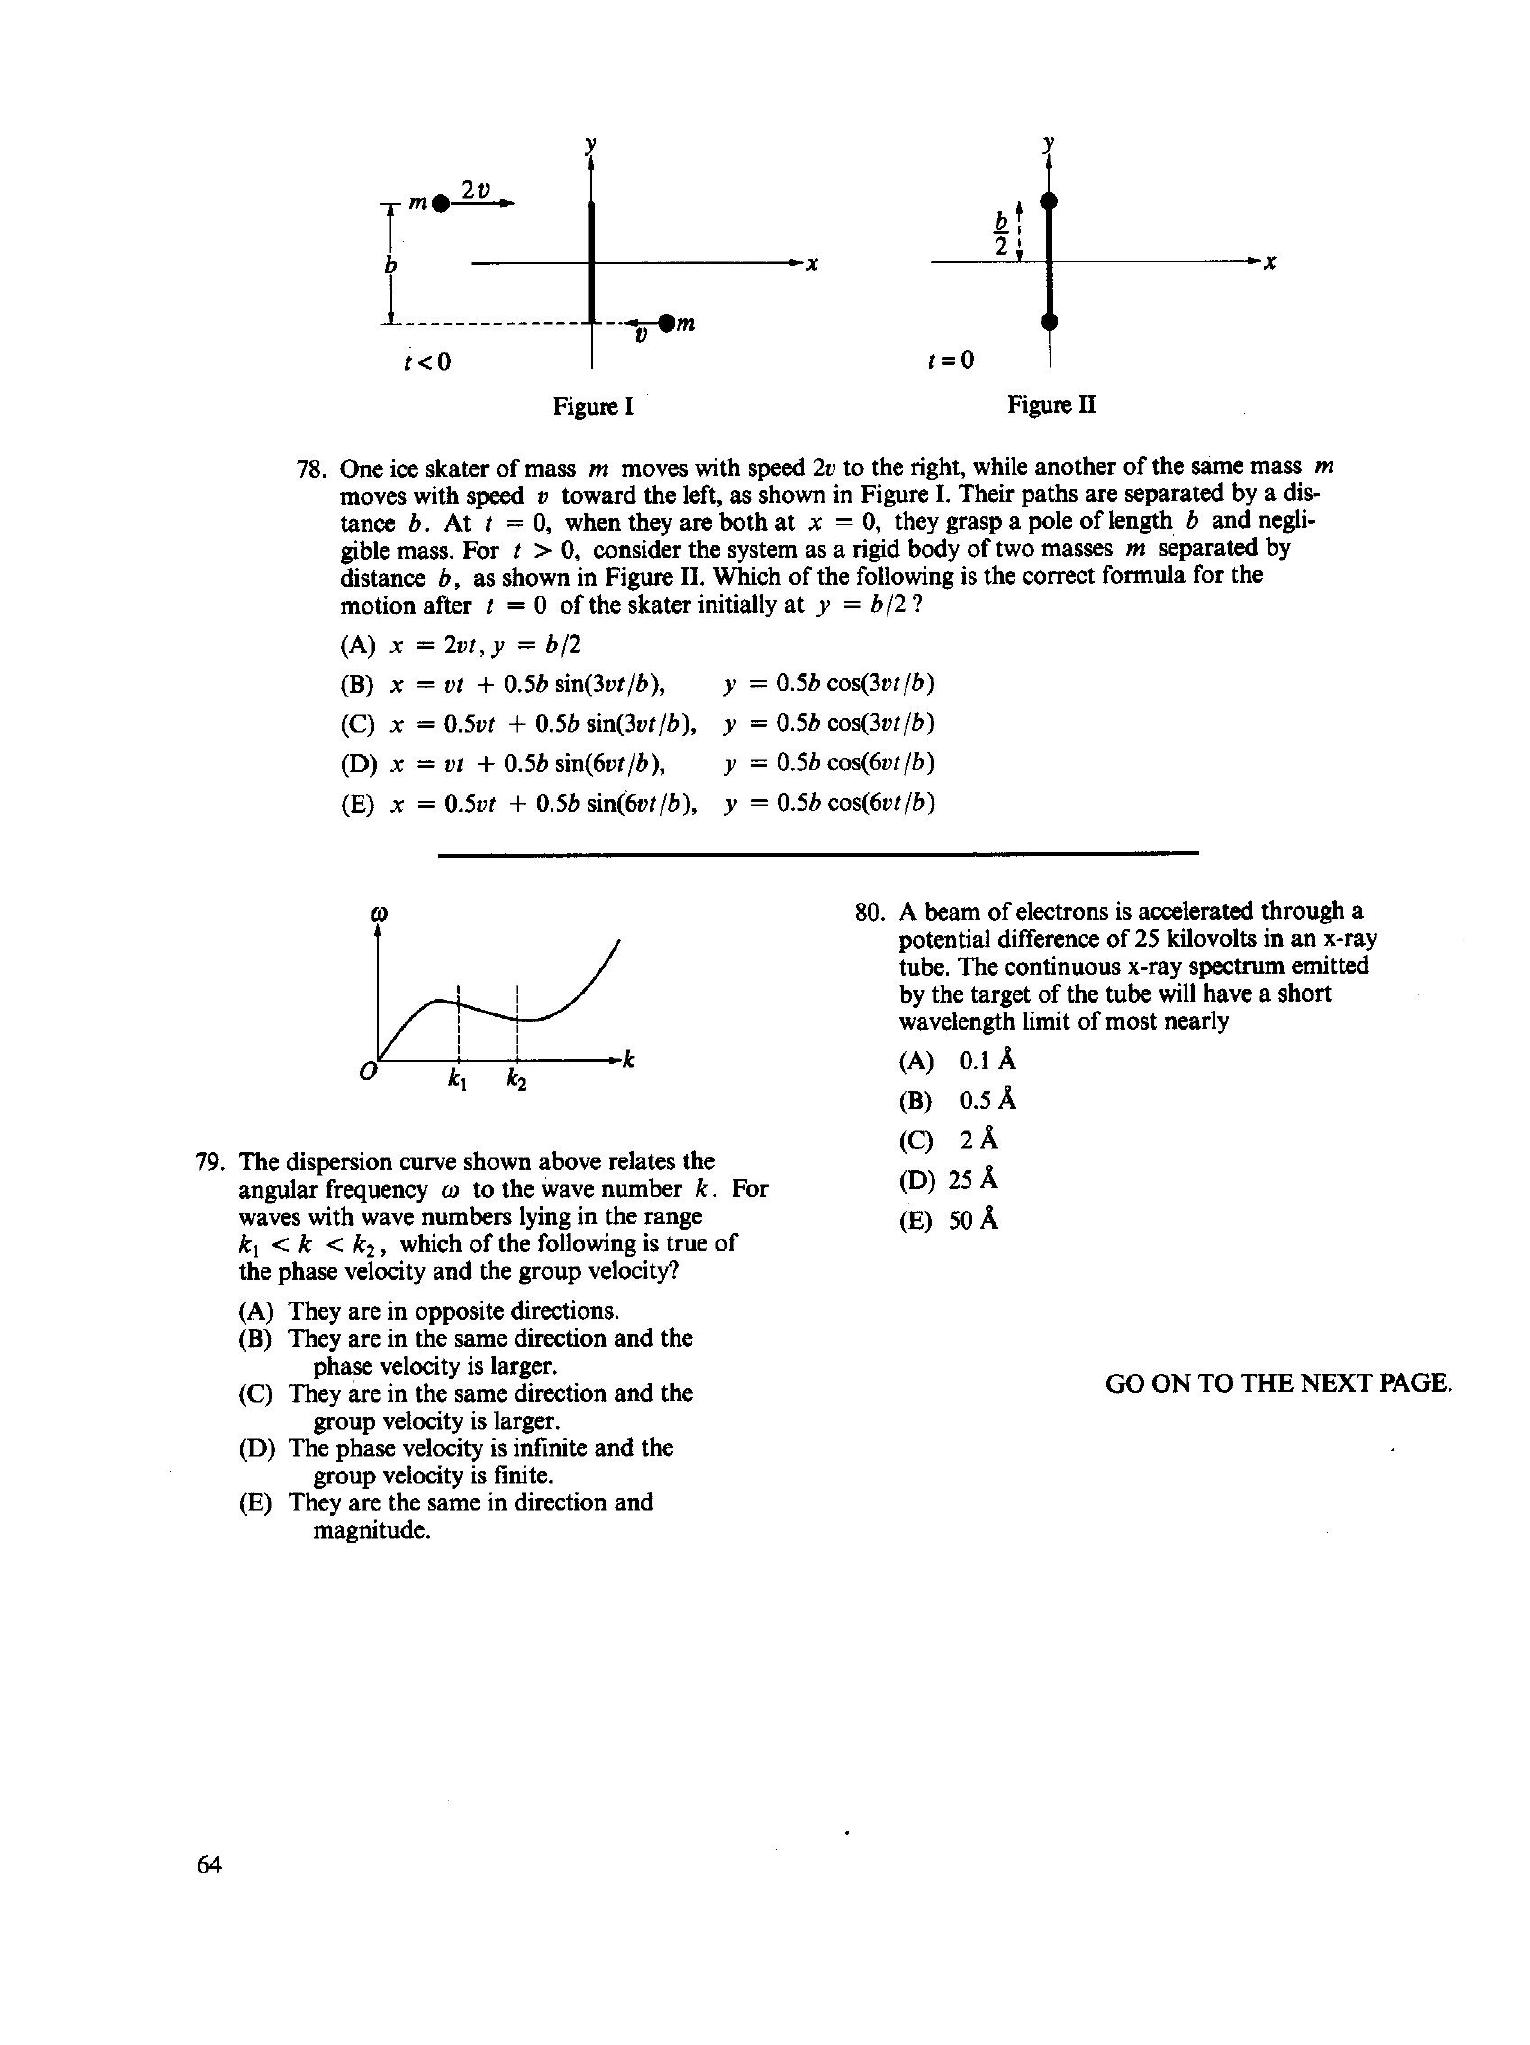 y
m 2v
b
x
v m
t < 0
Figure I
y
b
2
x
t = 0
Figure II
78. One ice skater of mass m moves with speed 2v to the right, while another of the same mass m
moves with speed v toward the left, as shown in Figure I. Their paths are separated by a dis-
tance b. At t = 0, when they are both at x = 0, they grasp a pole of length b and negli-
gible mass. For t > 0, consider the system as a rigid body of two masses m separated by
distance b, as shown in Figure II. Which of the following is the correct formula for the
motion after t = 0 of the skater initially at y = b/2 ?
(A) x = 2vt, y = b/2
(B) x = vt + 0.5b sin(3vt/b), y = 0.5b cos(3vt/b)
(C) x = 0.5vt + 0.5b sin(3vt/b), y = 0.5b cos(3vt/b)
(D) x = vt + 0.5b sin(6vt/b), y = 0.5b cos(6vt/b)
(E) x = 0.5vt + 0.5b sin(6vt/b), y = 0.5b cos(6vt/b)
ω
O k₁ k₂ k
79. The dispersion curve shown above relates the
angular frequency ω to the wave number k. For
waves with wave numbers lying in the range
k₁ < k < k₂, which of the following is true of
the phase velocity and the group velocity?
(A) They are in opposite directions.
(B) They are in the same direction and the
phase velocity is larger.
(C) They are in the same direction and the
group velocity is larger.
(D) The phase velocity is infinite and the
group velocity is finite.
(E) They are the same in direction and
magnitude.
80. A beam of electrons is accelerated through a
potential difference of 25 kilovolts in an x-ray
tube. The continuous x-ray spectrum emitted
by the target of the tube will have a short
wavelength limit of most nearly
(A) 0.1 Å
(B) 0.5 Å
(C) 2 Å
(D) 25 Å
(E) 50 Å
GO ON TO THE NEXT PAGE.
64